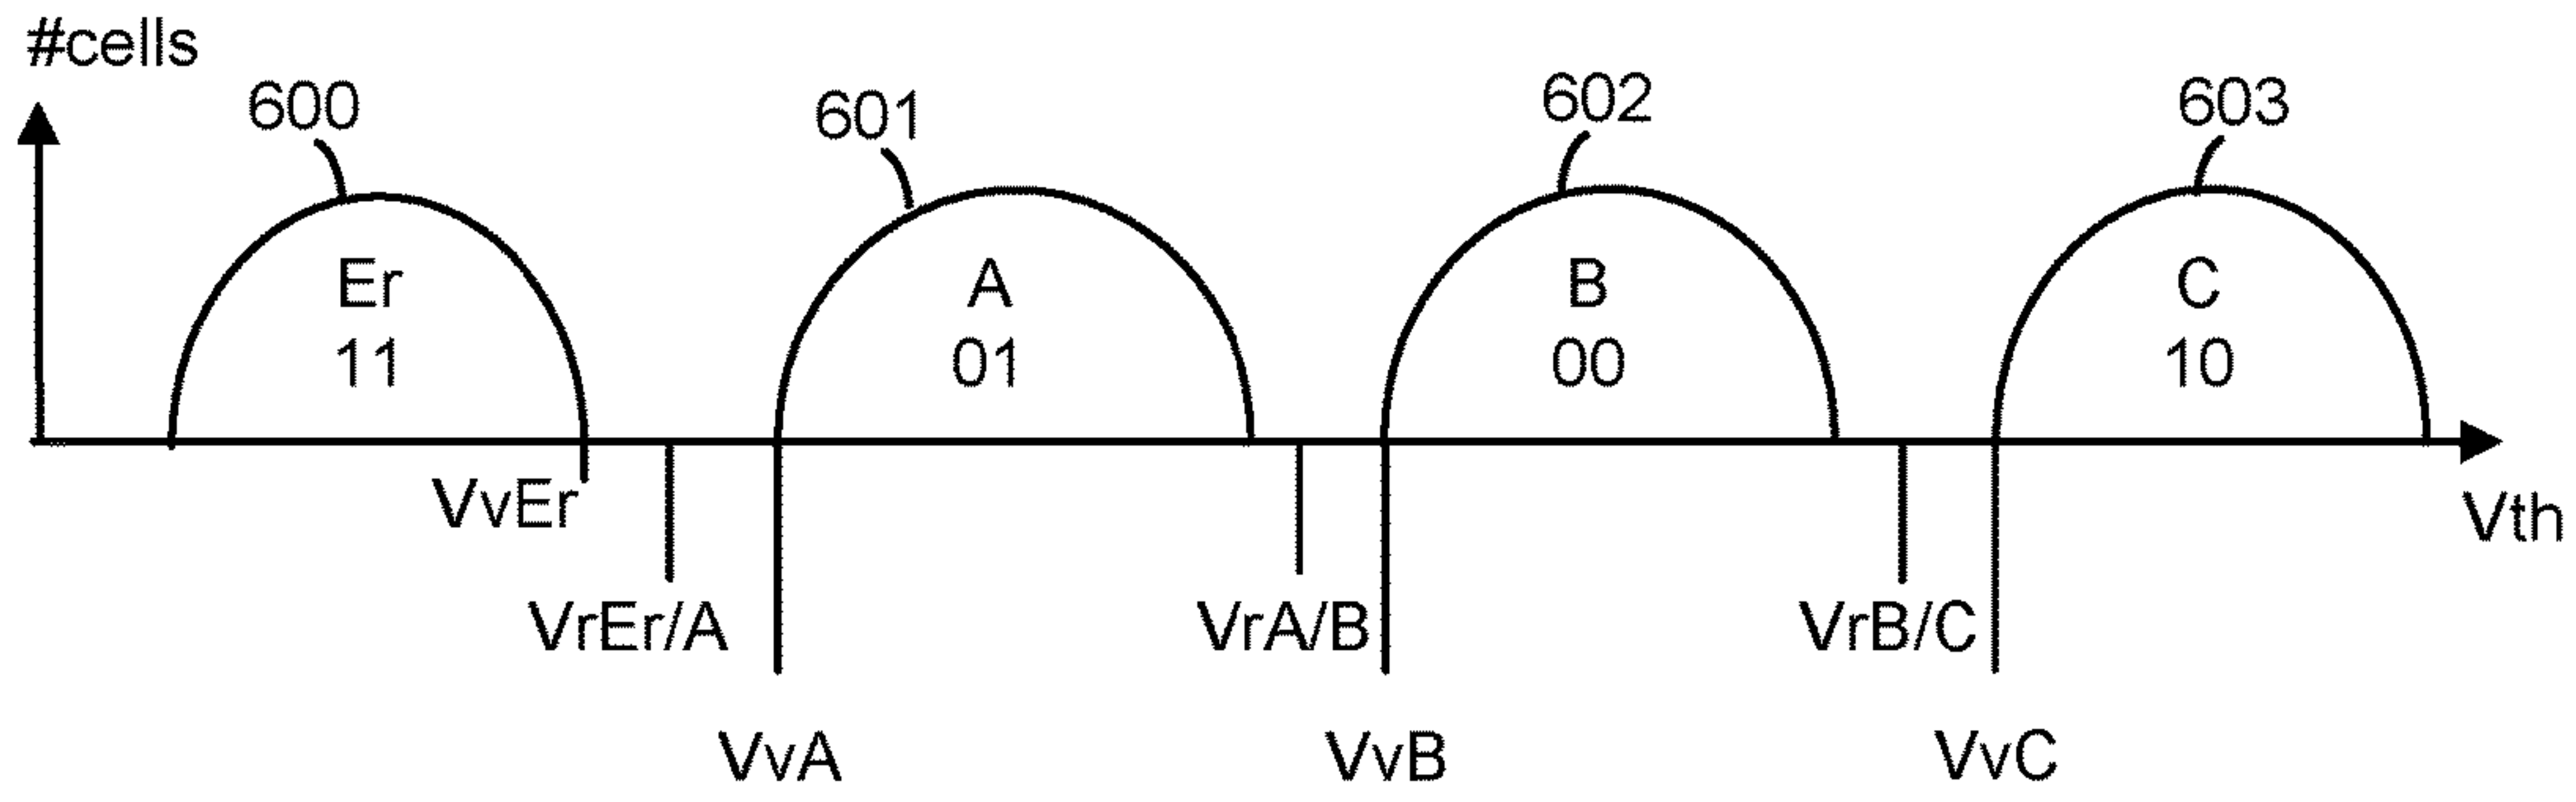 #cells
600
601
602
603
Er
11
A
01
B
00
C
10
VvEr
Vth
VrEr/A
VrA/B
VrB/C
VvA
VvB
VvC